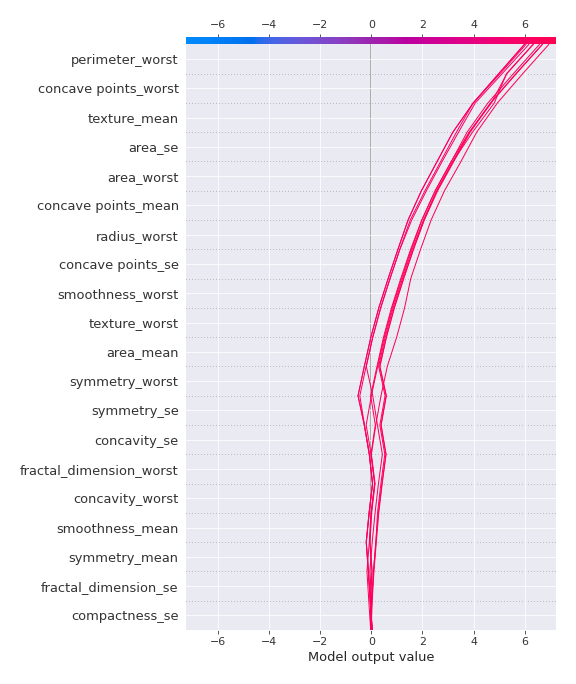 −6 −4 −2 0 2 4 6
perimeter_worst
concave points_worst
texture_mean
area_se
area_worst
concave points_mean
radius_worst
concave points_se
smoothness_worst
texture_worst
area_mean
symmetry_worst
symmetry_se
concavity_se
fractal_dimension_worst
concavity_worst
smoothness_mean
symmetry_mean
fractal_dimension_se
compactness_se
−6 −4 −2 0 2 4 6
Model output value